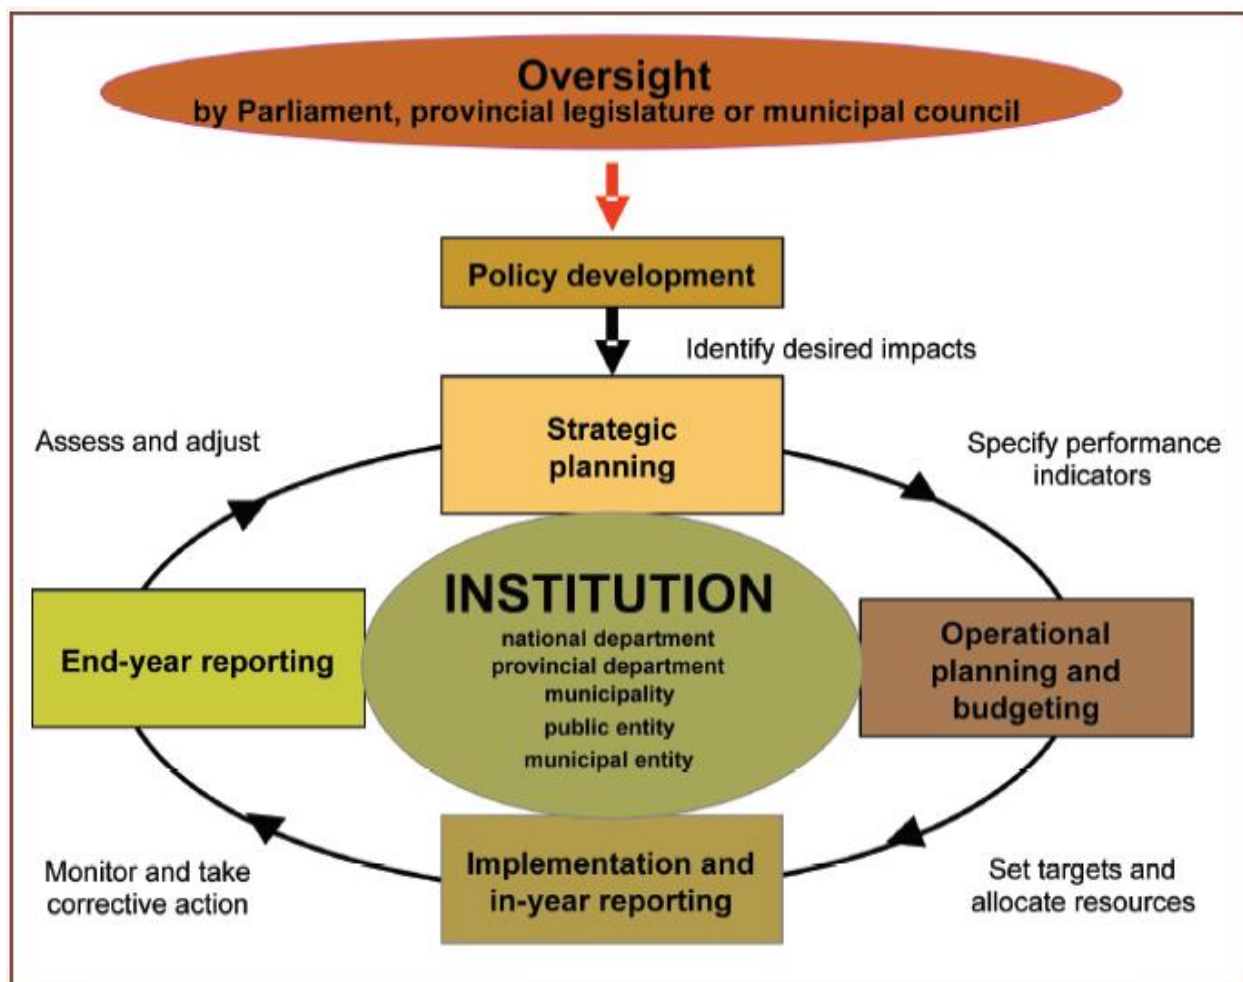 Oversight
by Parliament, provincial legislature or municipal council
Policy development
Identify desired impacts
Strategic
planning
Assess and adjust
Specify performance
indicators
INSTITUTION
national department
provincial department
municipality
public entity
municipal entity
End-year reporting
Operational
planning and
budgeting
Implementation and
in-year reporting
Monitor and take
corrective action
Set targets and
allocate resources